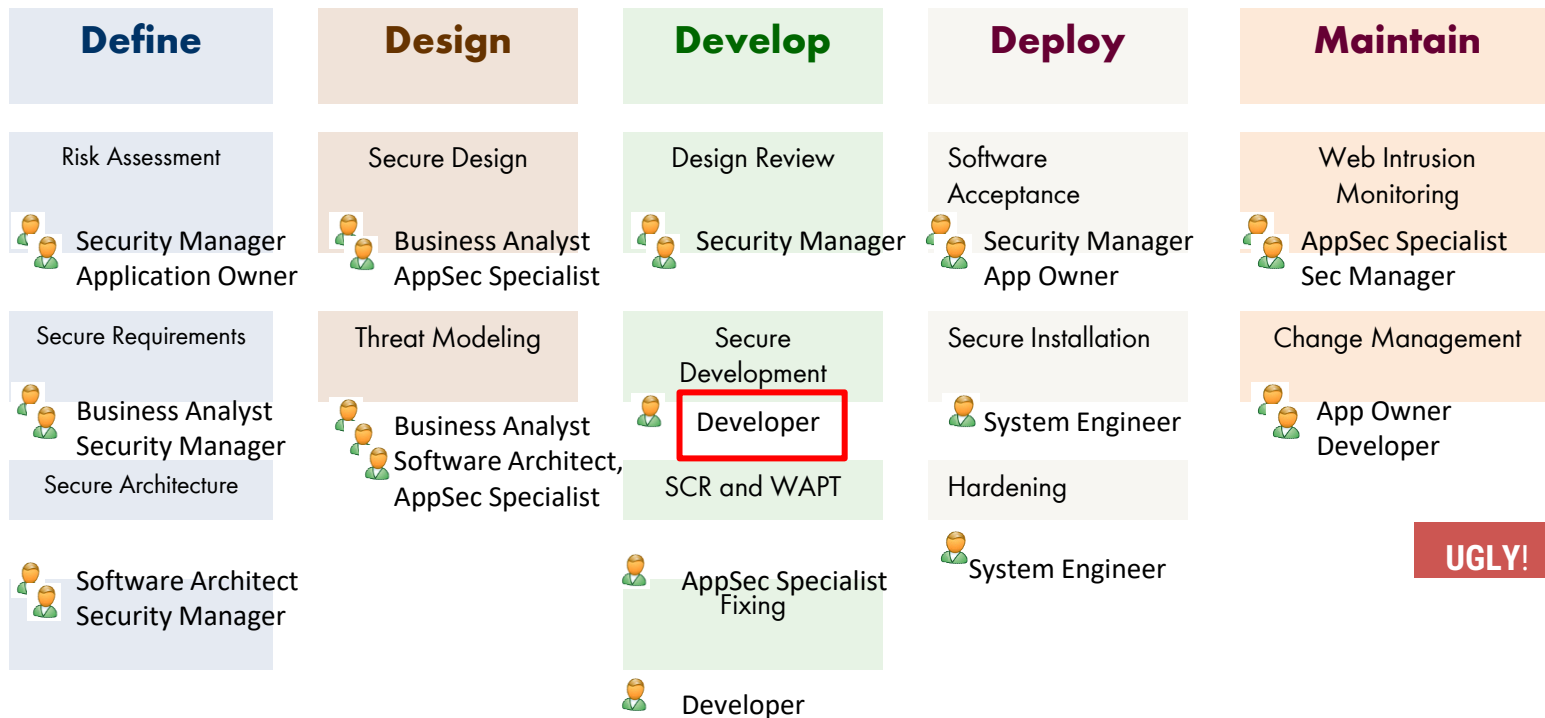 Define
Design
Develop
Deploy
Maintain
Risk Assessment
Security Manager
Application Owner
Secure Requirements
Business Analyst
Security Manager
Secure Architecture
Software Architect
Security Manager
Secure Design
Business Analyst
AppSec Specialist
Threat Modeling
Business Analyst
Software Architect,
AppSec Specialist
Design Review
Security Manager
Secure
Development
Developer
SCR and WAPT
AppSec Specialist
Fixing
Developer
Software
Acceptance
Security Manager
App Owner
Secure Installation
System Engineer
Hardening
System Engineer
Web Intrusion
Monitoring
AppSec Specialist
Sec Manager
Change Management
App Owner
Developer
UGLY!